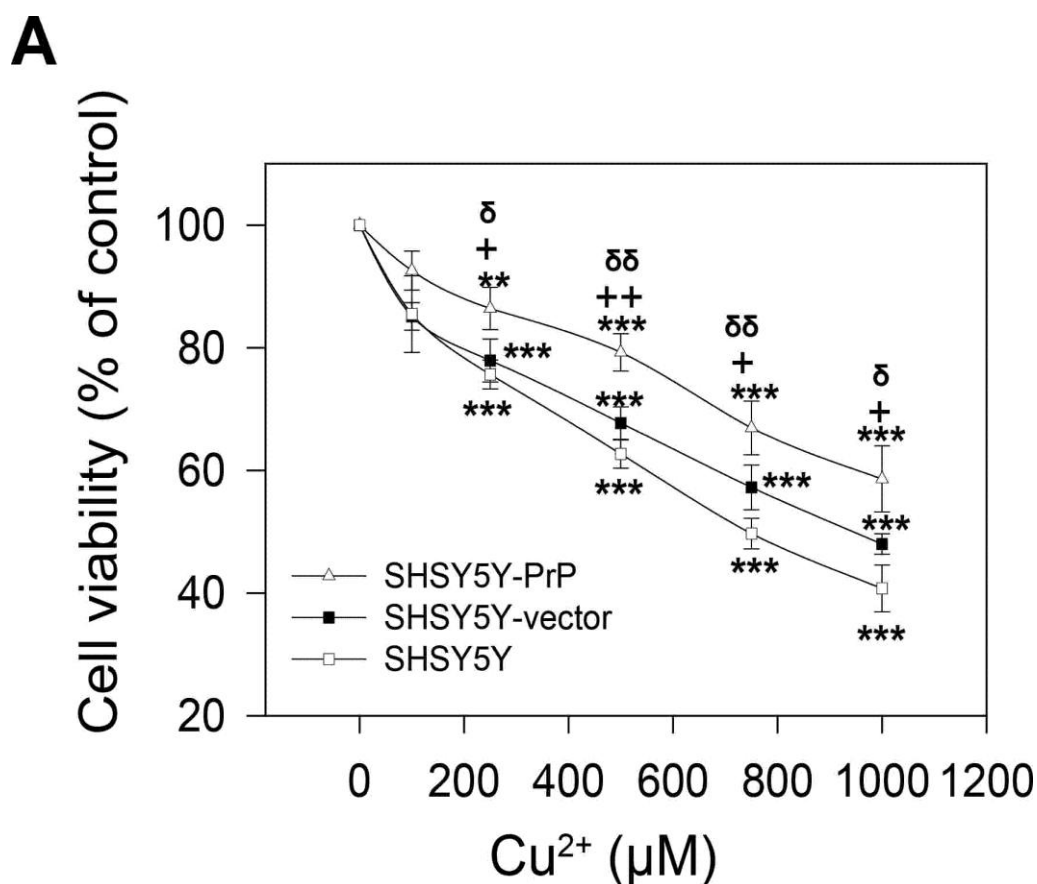 A
Cell viability (% of control)
100
80
60
40
20
δ
+
**
δδ
++
***
δδ
+
***
δ
+
***
***
***
***
***
***
***
***
***
SHSY5Y-PrP
SHSY5Y-vector
SHSY5Y
0 200 400 600 800 1000 1200
Cu²⁺ (μM)